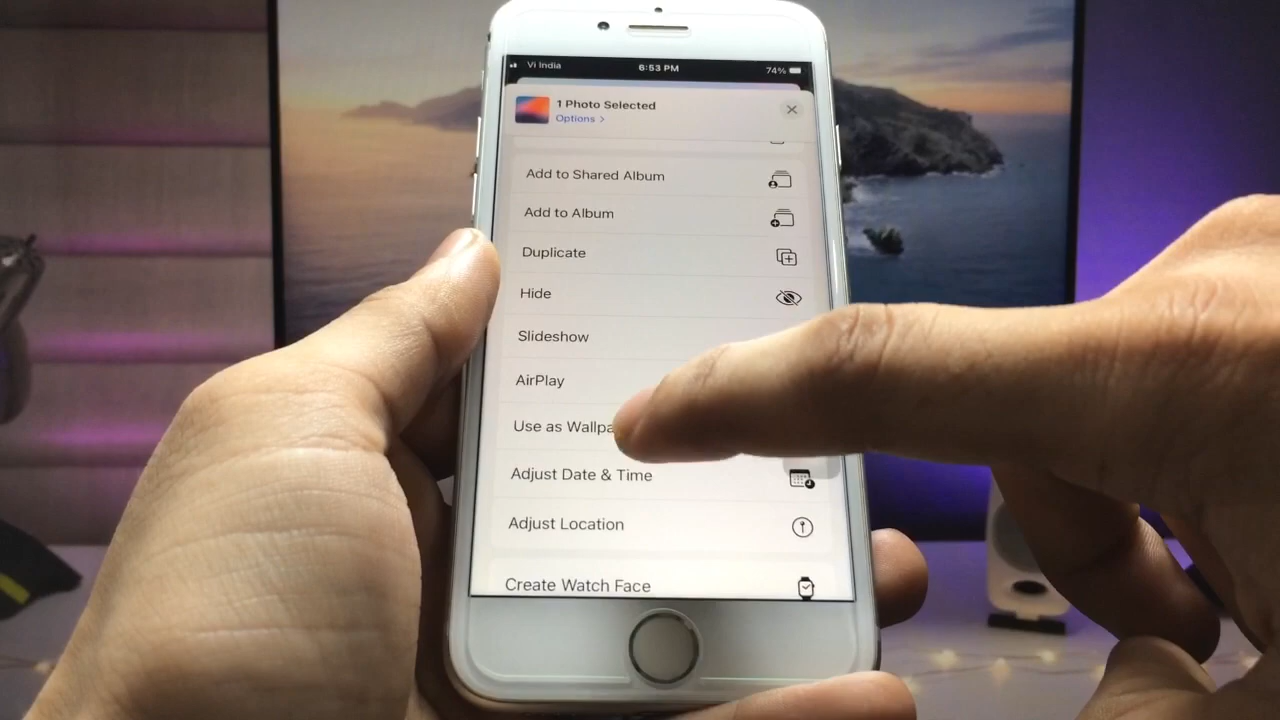 Vi India 6:53 PM 74%
1 Photo Selected
Options >
Add to Shared Album
Add to Album
Duplicate
Hide
Slideshow
AirPlay
Use as Wallpa
Adjust Date & Time
Adjust Location
Create Watch Face